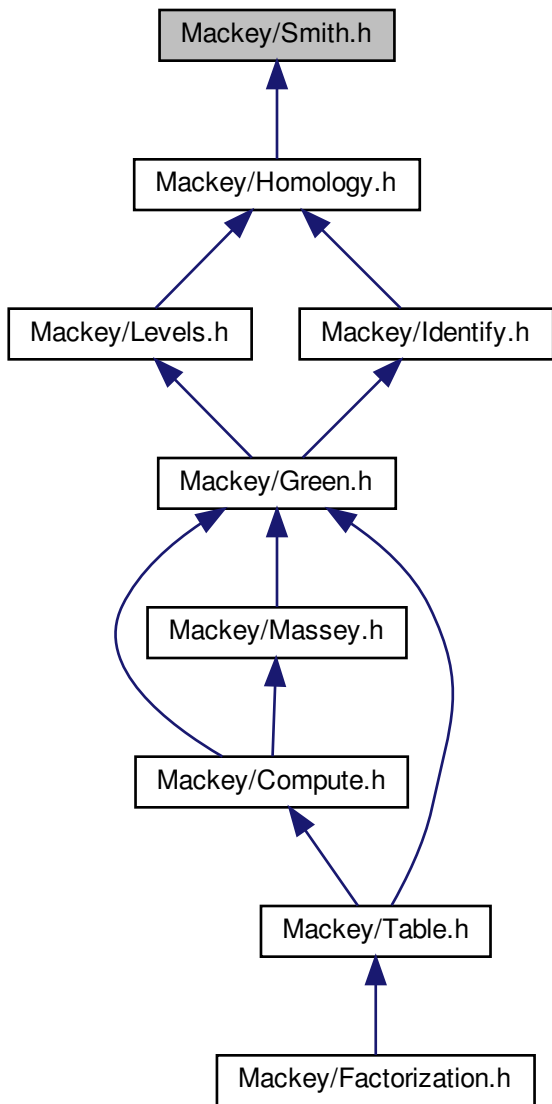 Mackey/Smith.h
Mackey/Homology.h
Mackey/Levels.h
Mackey/Identify.h
Mackey/Green.h
Mackey/Massey.h
Mackey/Compute.h
Mackey/Table.h
Mackey/Factorization.h